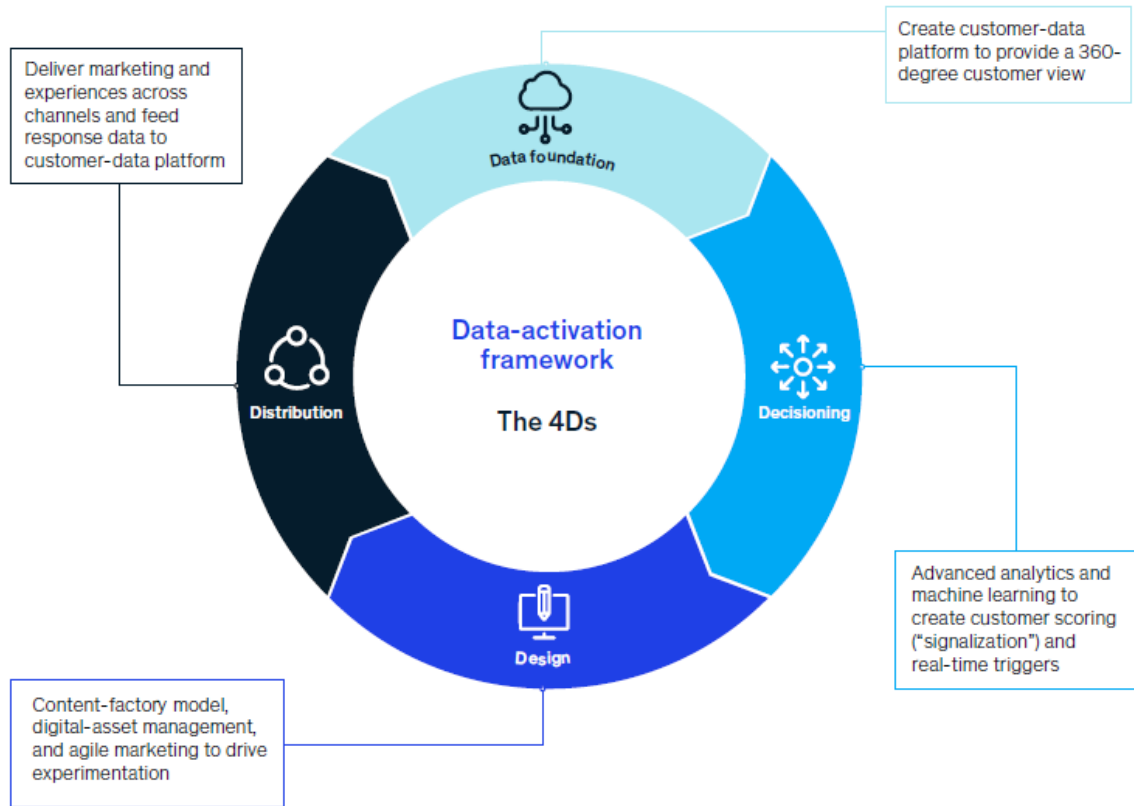 Create customer-data
platform to provide a 360-
degree customer view
Deliver marketing and
experiences across
channels and feed
response data to
customer-data platform
Data foundation
Data-activation
framework
The 4Ds
Distribution
Decisioning
Design
Advanced analytics and
machine learning to
create customer scoring
(“signalization”) and
real-time triggers
Content-factory model,
digital-asset management,
and agile marketing to drive
experimentation